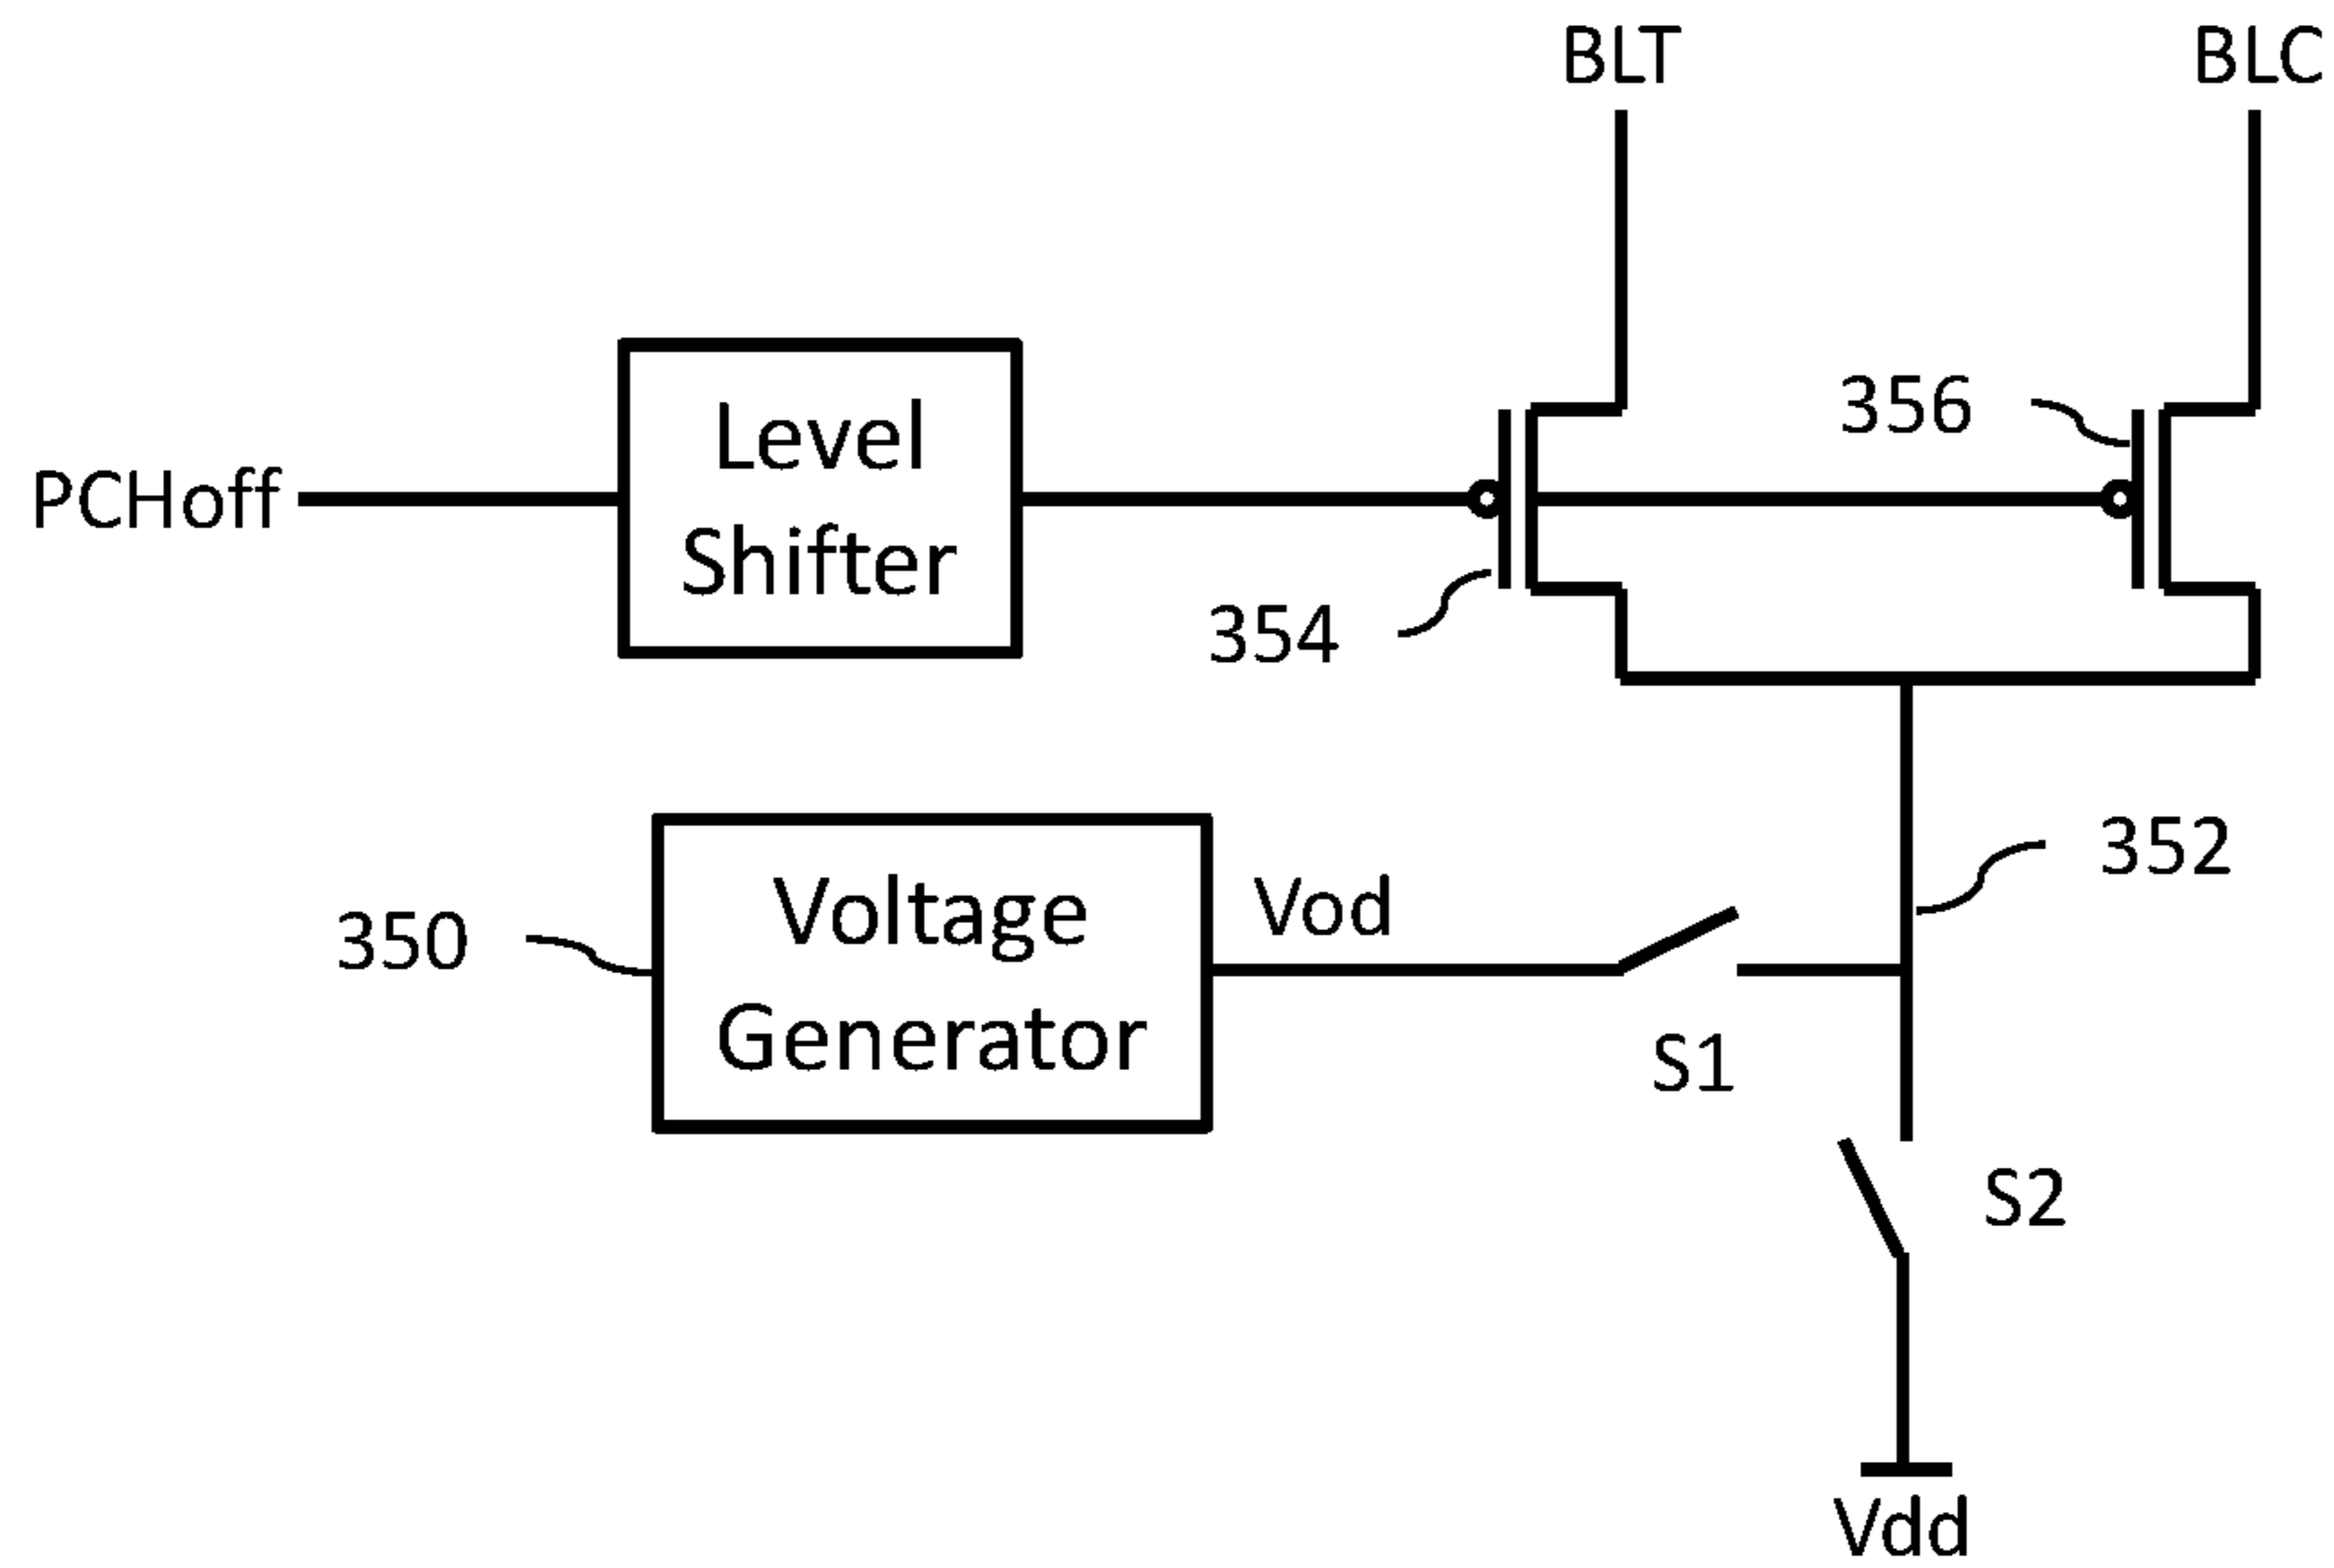 BLT
BLC
356
Level
Shifter
PCHoff
354
352
Voltage
Generator
Vod
350
S1
S2
Vdd